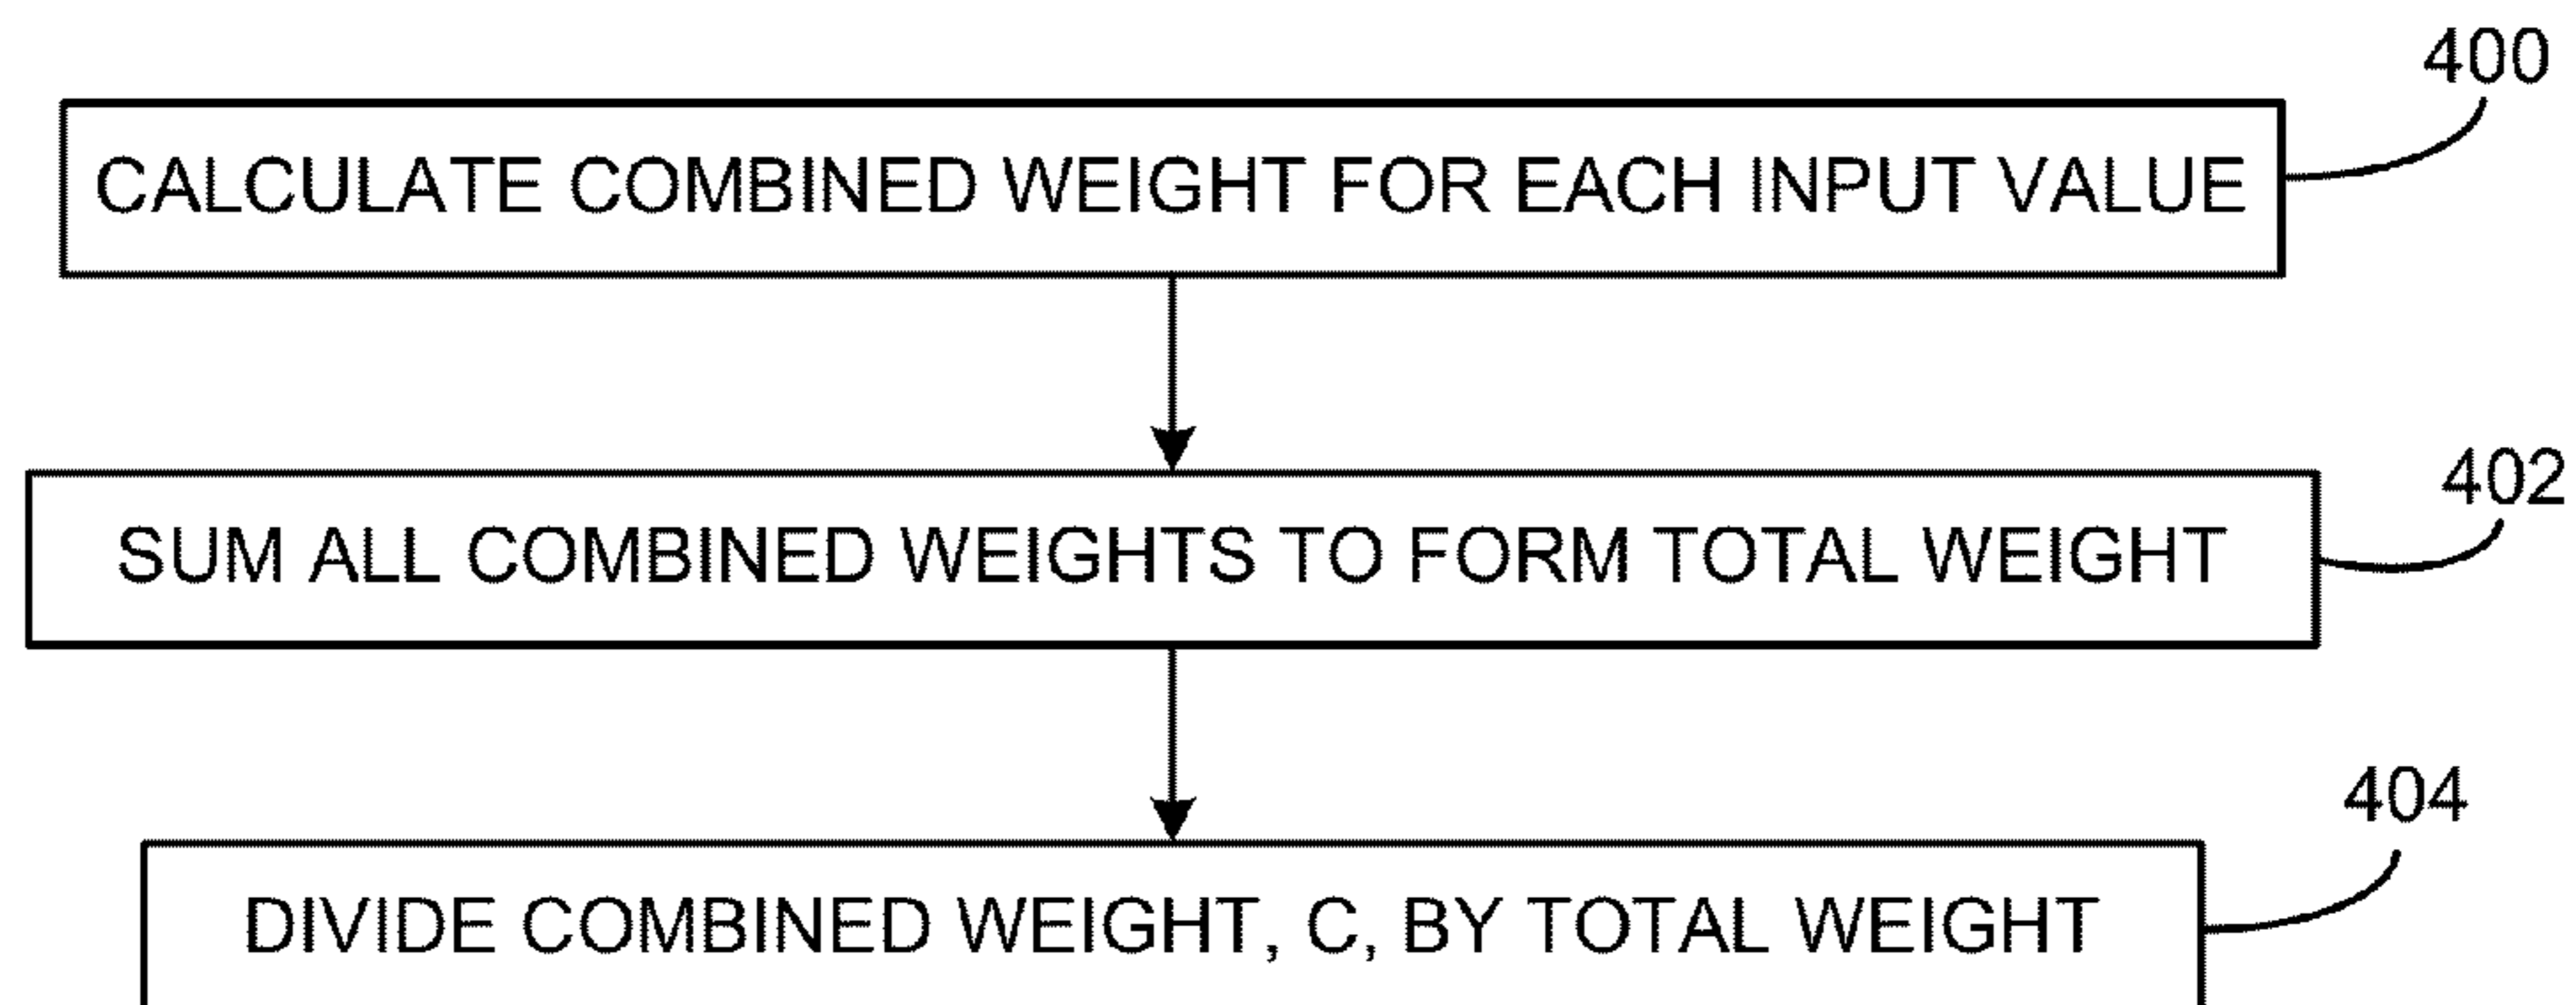 400
CALCULATE COMBINED WEIGHT FOR EACH INPUT VALUE
402
SUM ALL COMBINED WEIGHTS TO FORM TOTAL WEIGHT
404
DIVIDE COMBINED WEIGHT, C, BY TOTAL WEIGHT